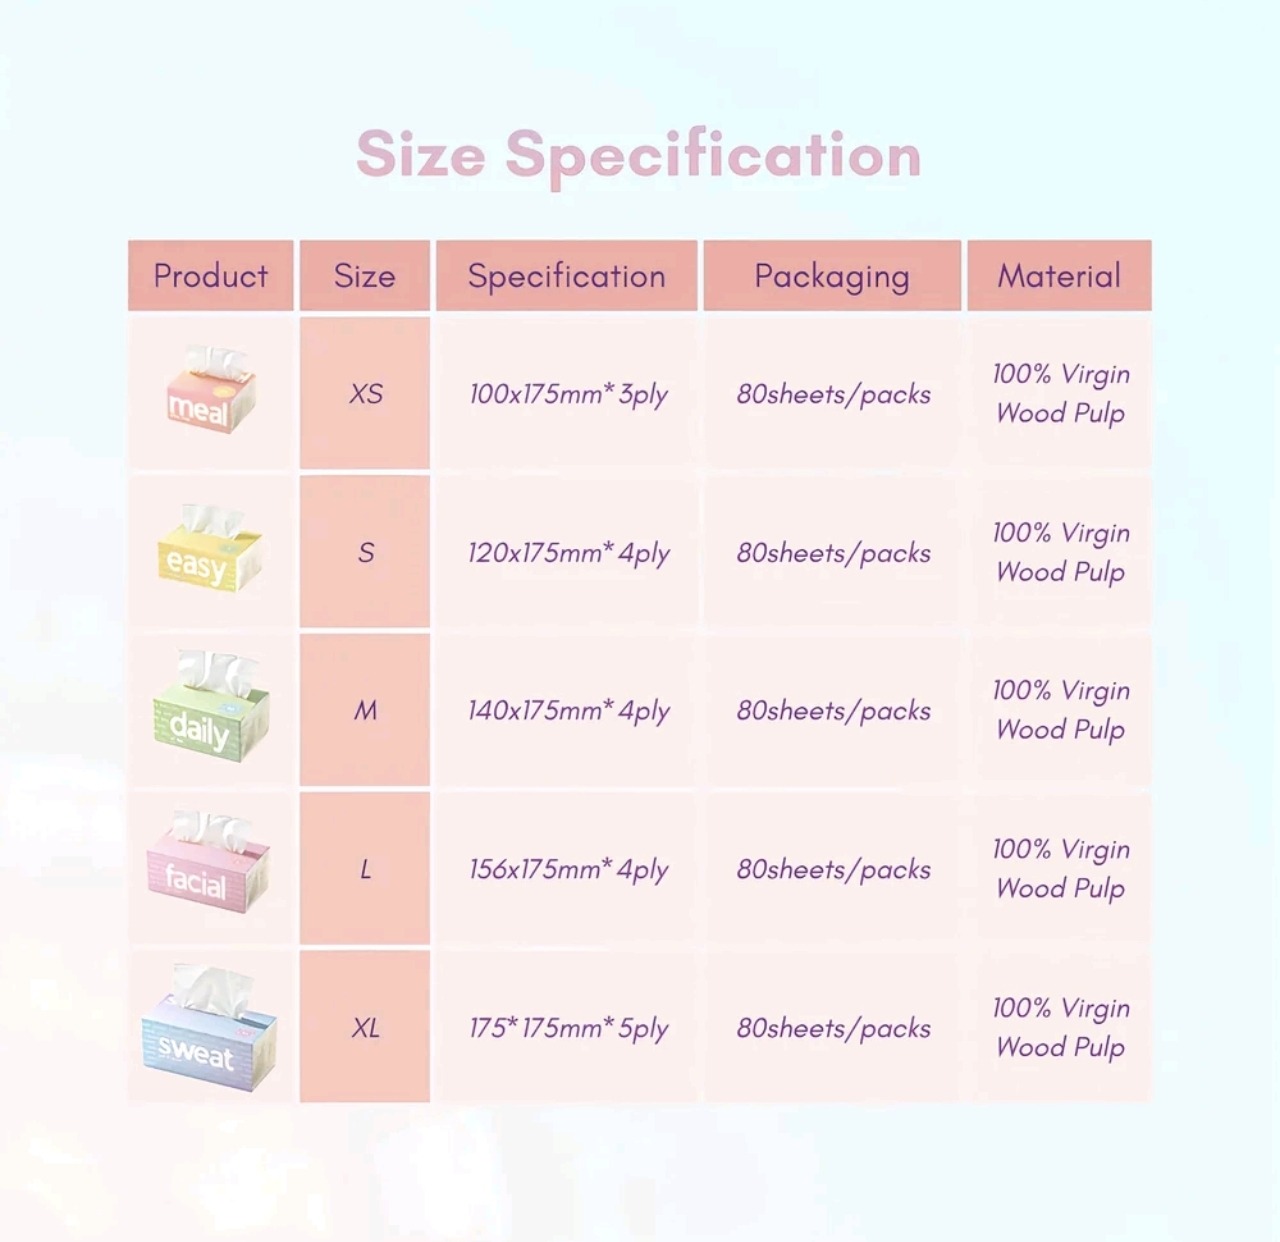 Size Specification
Product Size Specification Packaging Material
meal XS 100x175mm*3ply 80sheets/packs 100% Virgin
Wood Pulp
easy S 120x175mm*4ply 80sheets/packs 100% Virgin
Wood Pulp
daily M 140x175mm*4ply 80sheets/packs 100% Virgin
Wood Pulp
facial L 156x175mm*4ply 80sheets/packs 100% Virgin
Wood Pulp
sweat XL 175*175mm*5ply 80sheets/packs 100% Virgin
Wood Pulp